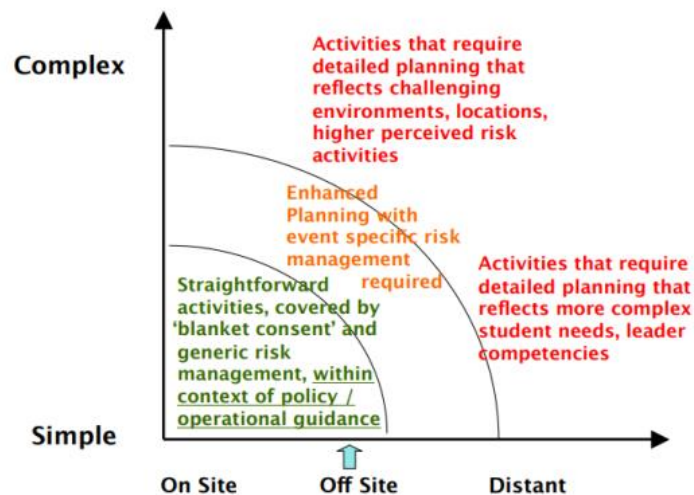 Complex
Activities that require
detailed planning that
reflects challenging
environments, locations,
higher perceived risk
activities
Enhanced
Planning with
event specific risk
management
required
Activities that require
detailed planning that
reflects more complex
student needs, leader
competencies
Straightforward
activities, covered by
‘blanket consent’ and
generic risk
management, within
context of policy /
operational guidance
Simple
On Site
Off Site
Distant